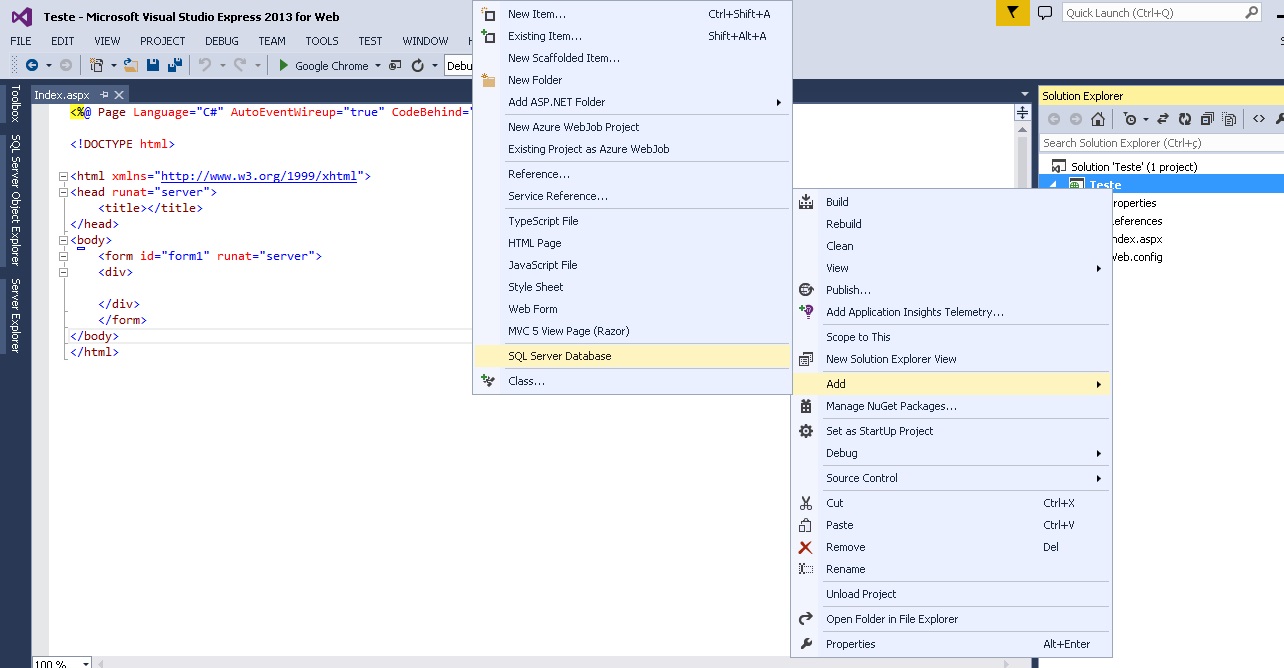 Teste - Microsoft Visual Studio Express 2013 for Web
Quick Launch (Ctrl+Q)
FILE EDIT VIEW PROJECT DEBUG TEAM TOOLS TEST WINDOW
Google Chrome
Debu
Toolbox
SQL Server Object Explorer
Server Explorer
Index.aspx
<%@ Page Language="C#" AutoEventWireup="true" CodeBehind="
<!DOCTYPE html>
<html xmlns="http://www.w3.org/1999/xhtml">
<head runat="server">
<title></title>
</head>
<body>
<form id="form1" runat="server">
<div>
</div>
</form>
</body>
</html>
100 %
New Item... Ctrl+Shift+A
Existing Item... Shift+Alt+A
New Scaffolded Item...
New Folder
Add ASP.NET Folder
New Azure WebJob Project
Existing Project as Azure WebJob
Reference...
Service Reference...
TypeScript File
HTML Page
JavaScript File
Style Sheet
Web Form
MVC 5 View Page (Razor)
SQL Server Database
Class...
Build
Rebuild
Clean
View
Publish...
Add Application Insights Telemetry...
Scope to This
New Solution Explorer View
Add
Manage NuGet Packages...
Set as StartUp Project
Debug
Source Control
Cut Ctrl+X
Paste Ctrl+V
Remove Del
Rename
Unload Project
Open Folder in File Explorer
Properties Alt+Enter
Solution Explorer
Search Solution Explorer (Ctrl+ç)
Solution 'Teste' (1 project)
Teste
roperties
eferences
ndex.aspx
Web.config